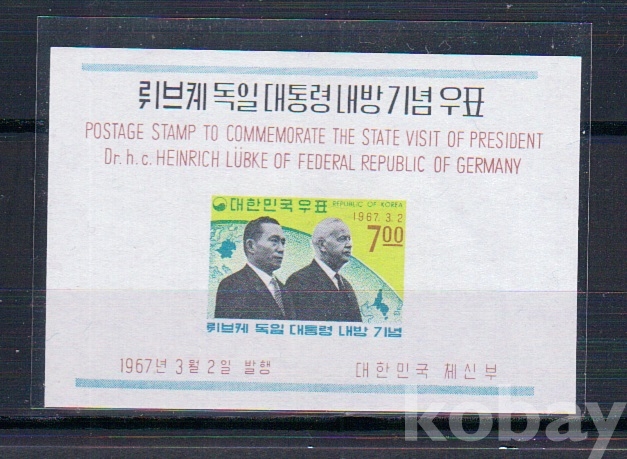 뤼브케 독일 대통령 내방 기념 우표
POSTAGE STAMP TO COMMEMORATE THE STATE VISIT OF PRESIDENT
Dr. h. c. HEINRICH LÜBKE OF FEDERAL REPUBLIC OF GERMANY
대한민국우표
REPUBLIC OF KOREA
1967. 3. 2
7.00
뤼브케 독일 대통령 내방 기념
1967년 3월 2일 발행
대한민국 체신부
kobay